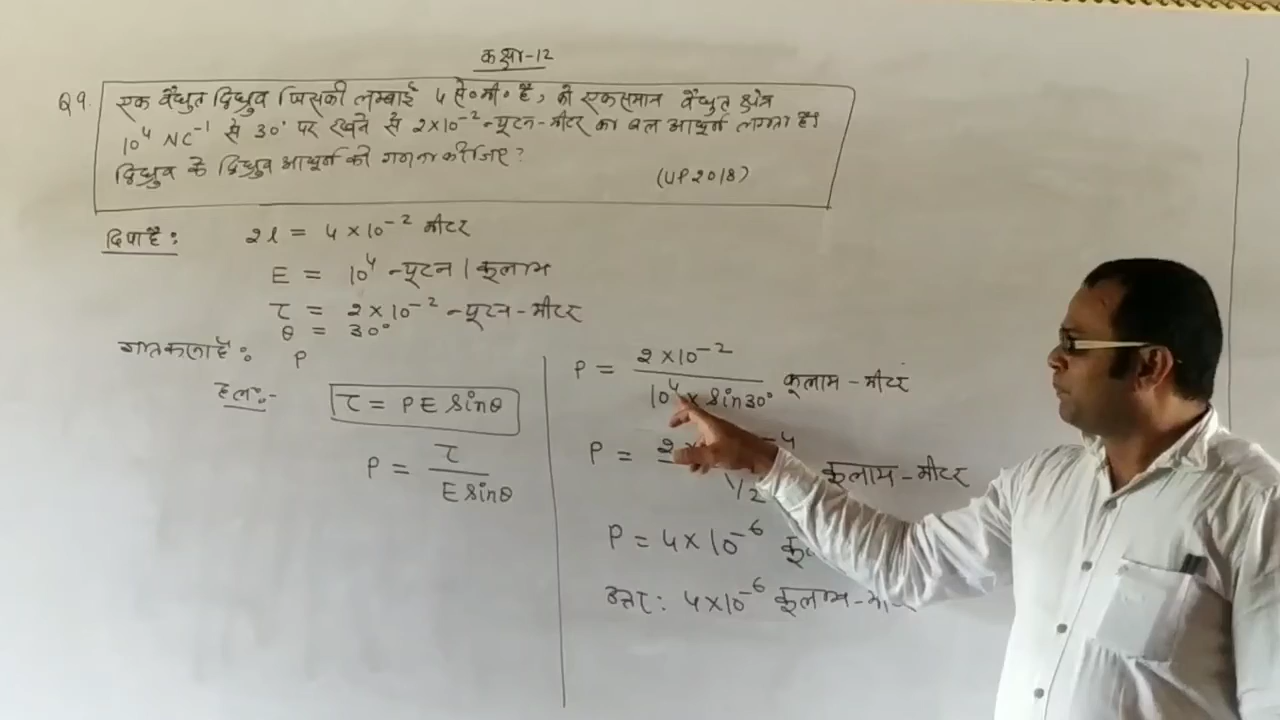 कक्षा-12
Q9. एक वैद्युत द्विध्रुव जिसकी लम्बाई 4 से०मी० है, को एकसमान वैद्युत क्षेत्र
10⁴ NC⁻¹ से 30° पर रखने से 2×10⁻² न्यूटन-मीटर का बल आघूर्ण लगता है।
द्विध्रुव के द्विध्रुव आघूर्ण की गणना कीजिए?
(UP 2018)
दिया है: 2l = 4×10⁻² मीटर
E = 10⁴ न्यूटन/कूलाम
τ = 2×10⁻² न्यूटन-मीटर
θ = 30°
ज्ञात करना है: P
हल:-
τ = PE sinθ
P = τ / E sinθ
P = 2×10⁻² / 10⁴ × sin30° कूलाम-मीटर
P = 2× ⁻⁴ / 1/2 कूलाम-मीटर
P = 4×10⁻⁶
उत्तर: 4×10⁻⁶ कूलाम-